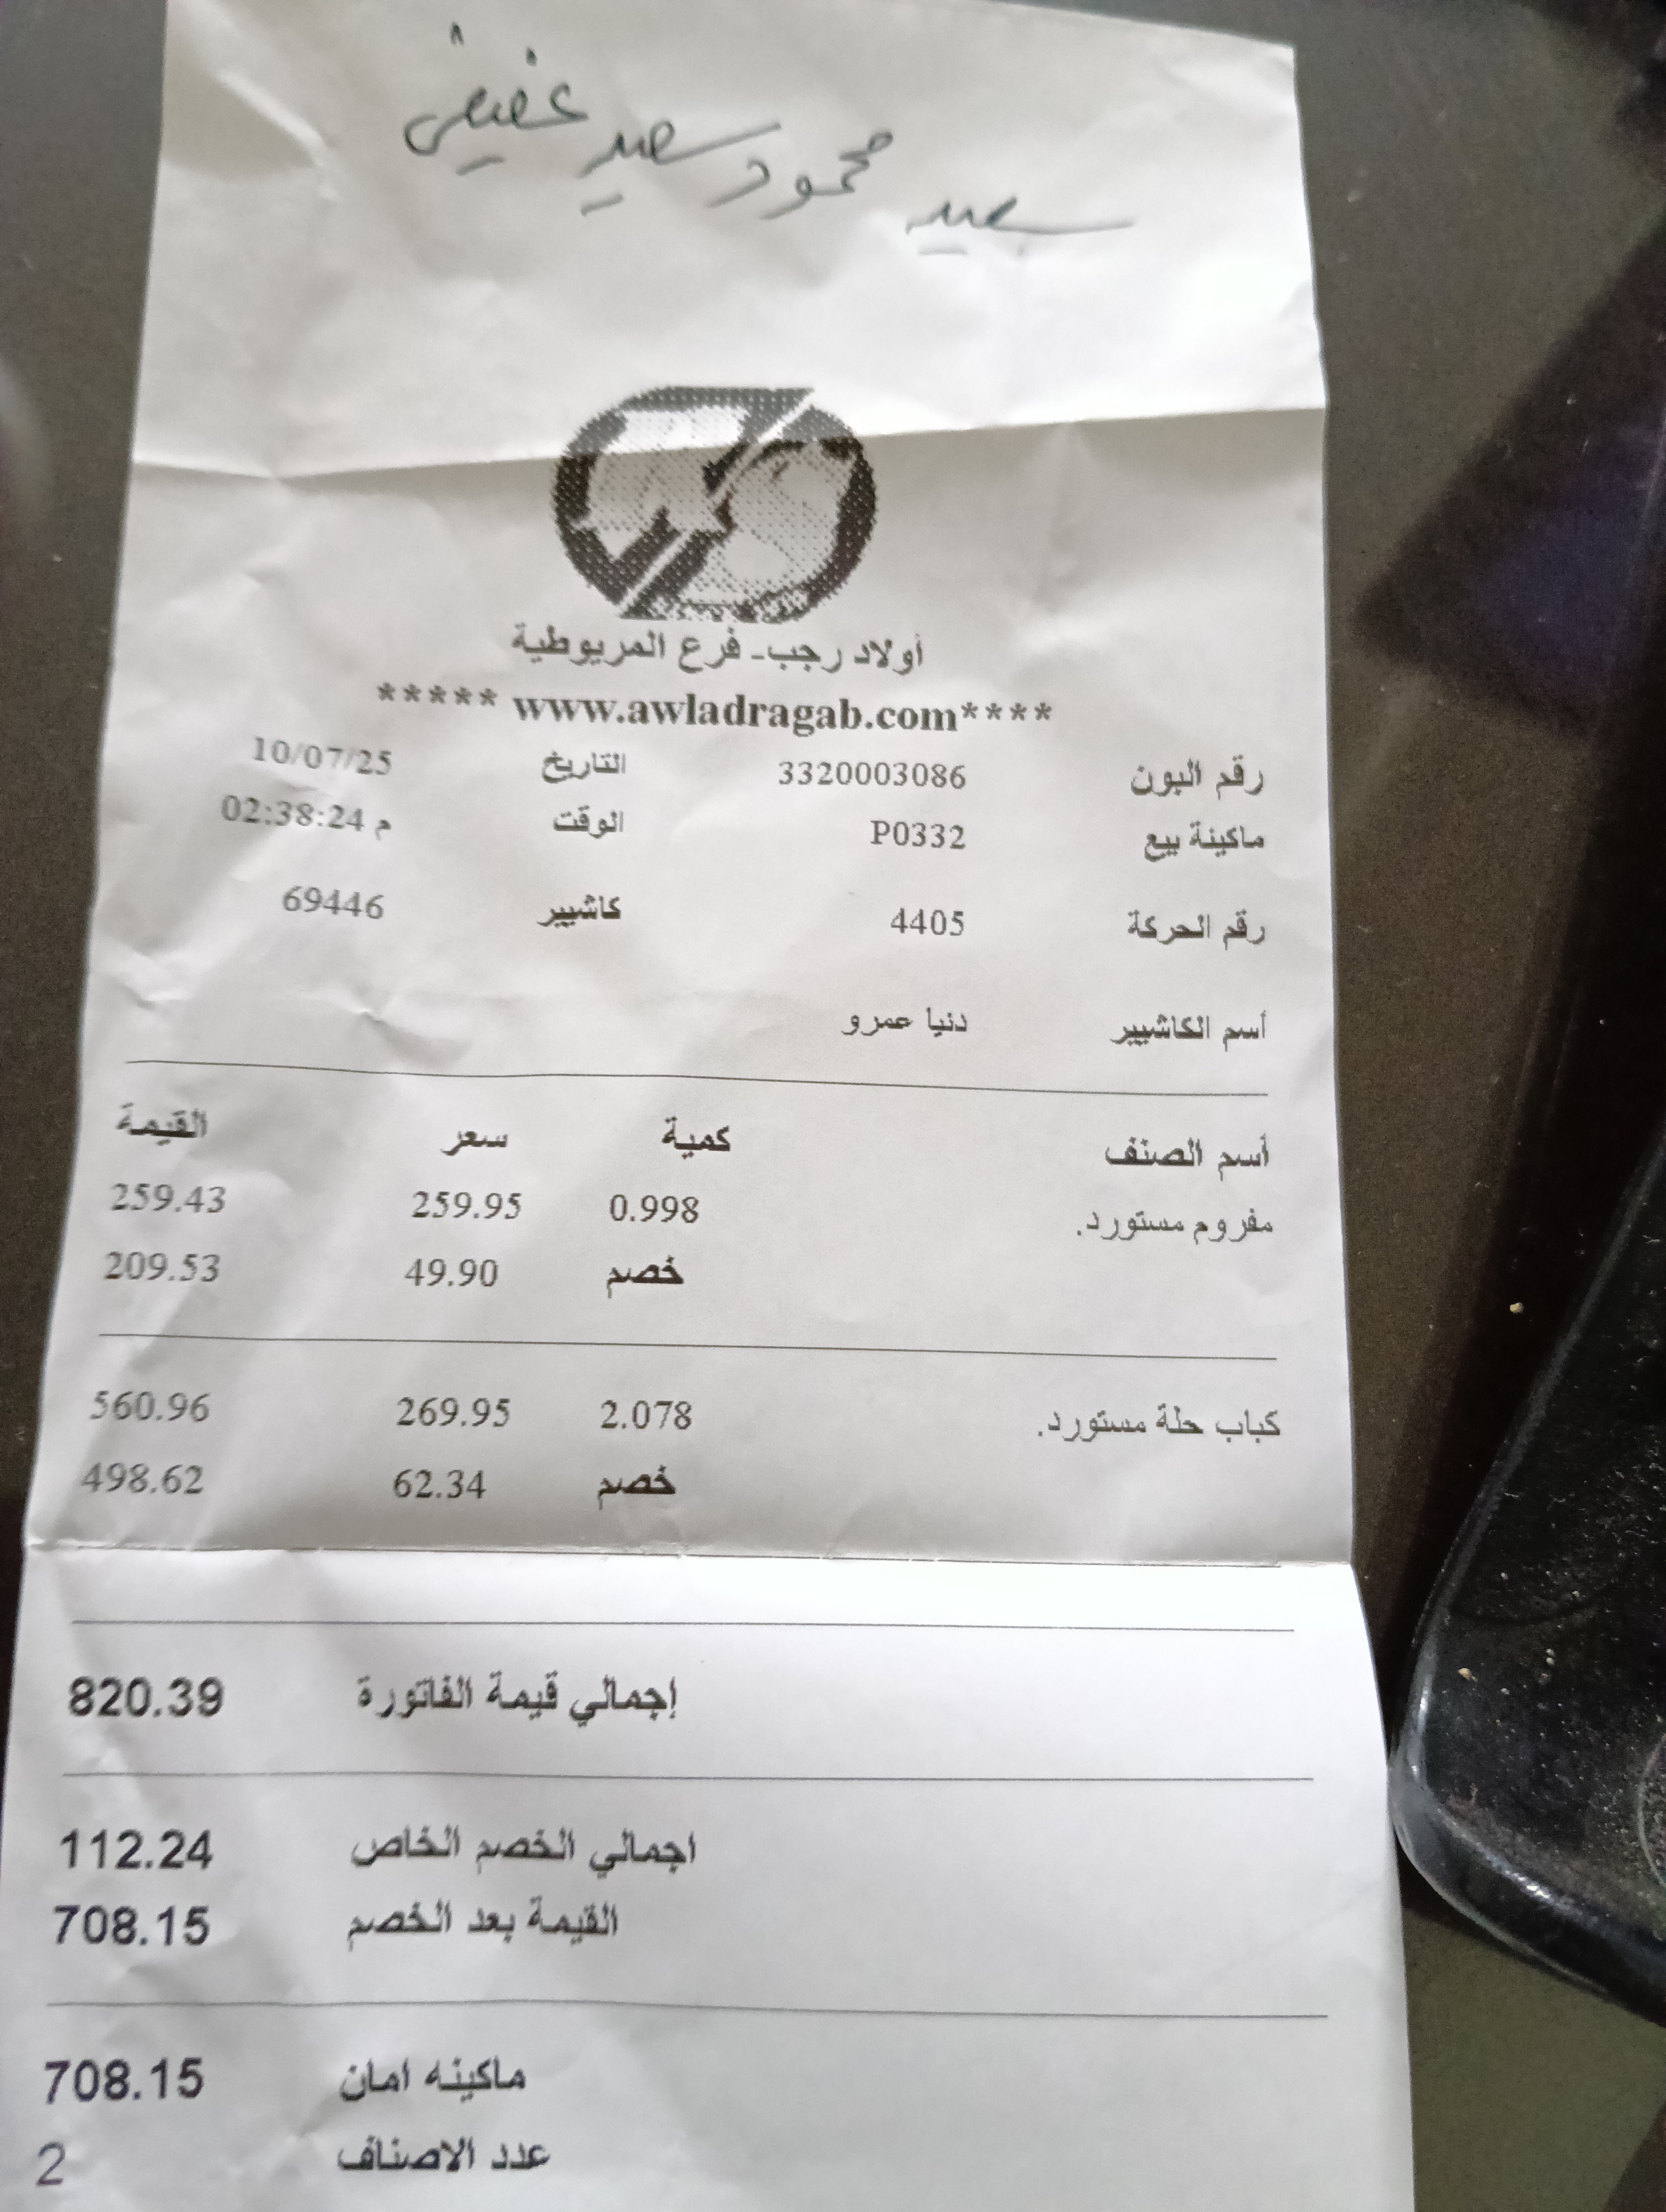 سعيد محمود سعيد عفيفى
أولاد رجب- فرع المريوطية
***** www.awladragab.com****
رقم البون 3320003086 التاريخ 10/07/25
ماكينة بيع P0332 الوقت 02:38:24 م
رقم الحركة 4405 كاشيير 69446
أسم الكاشيير دنيا عمرو
أسم الصنف كمية سعر القيمة
مفروم مستورد. 0.998 259.95 259.43
خصم 49.90 209.53
كباب حلة مستورد. 2.078 269.95 560.96
خصم 62.34 498.62
إجمالي قيمة الفاتورة 820.39
اجمالي الخصم الخاص 112.24
القيمة بعد الخصم 708.15
ماكينه امان 708.15
عدد الاصناف 2